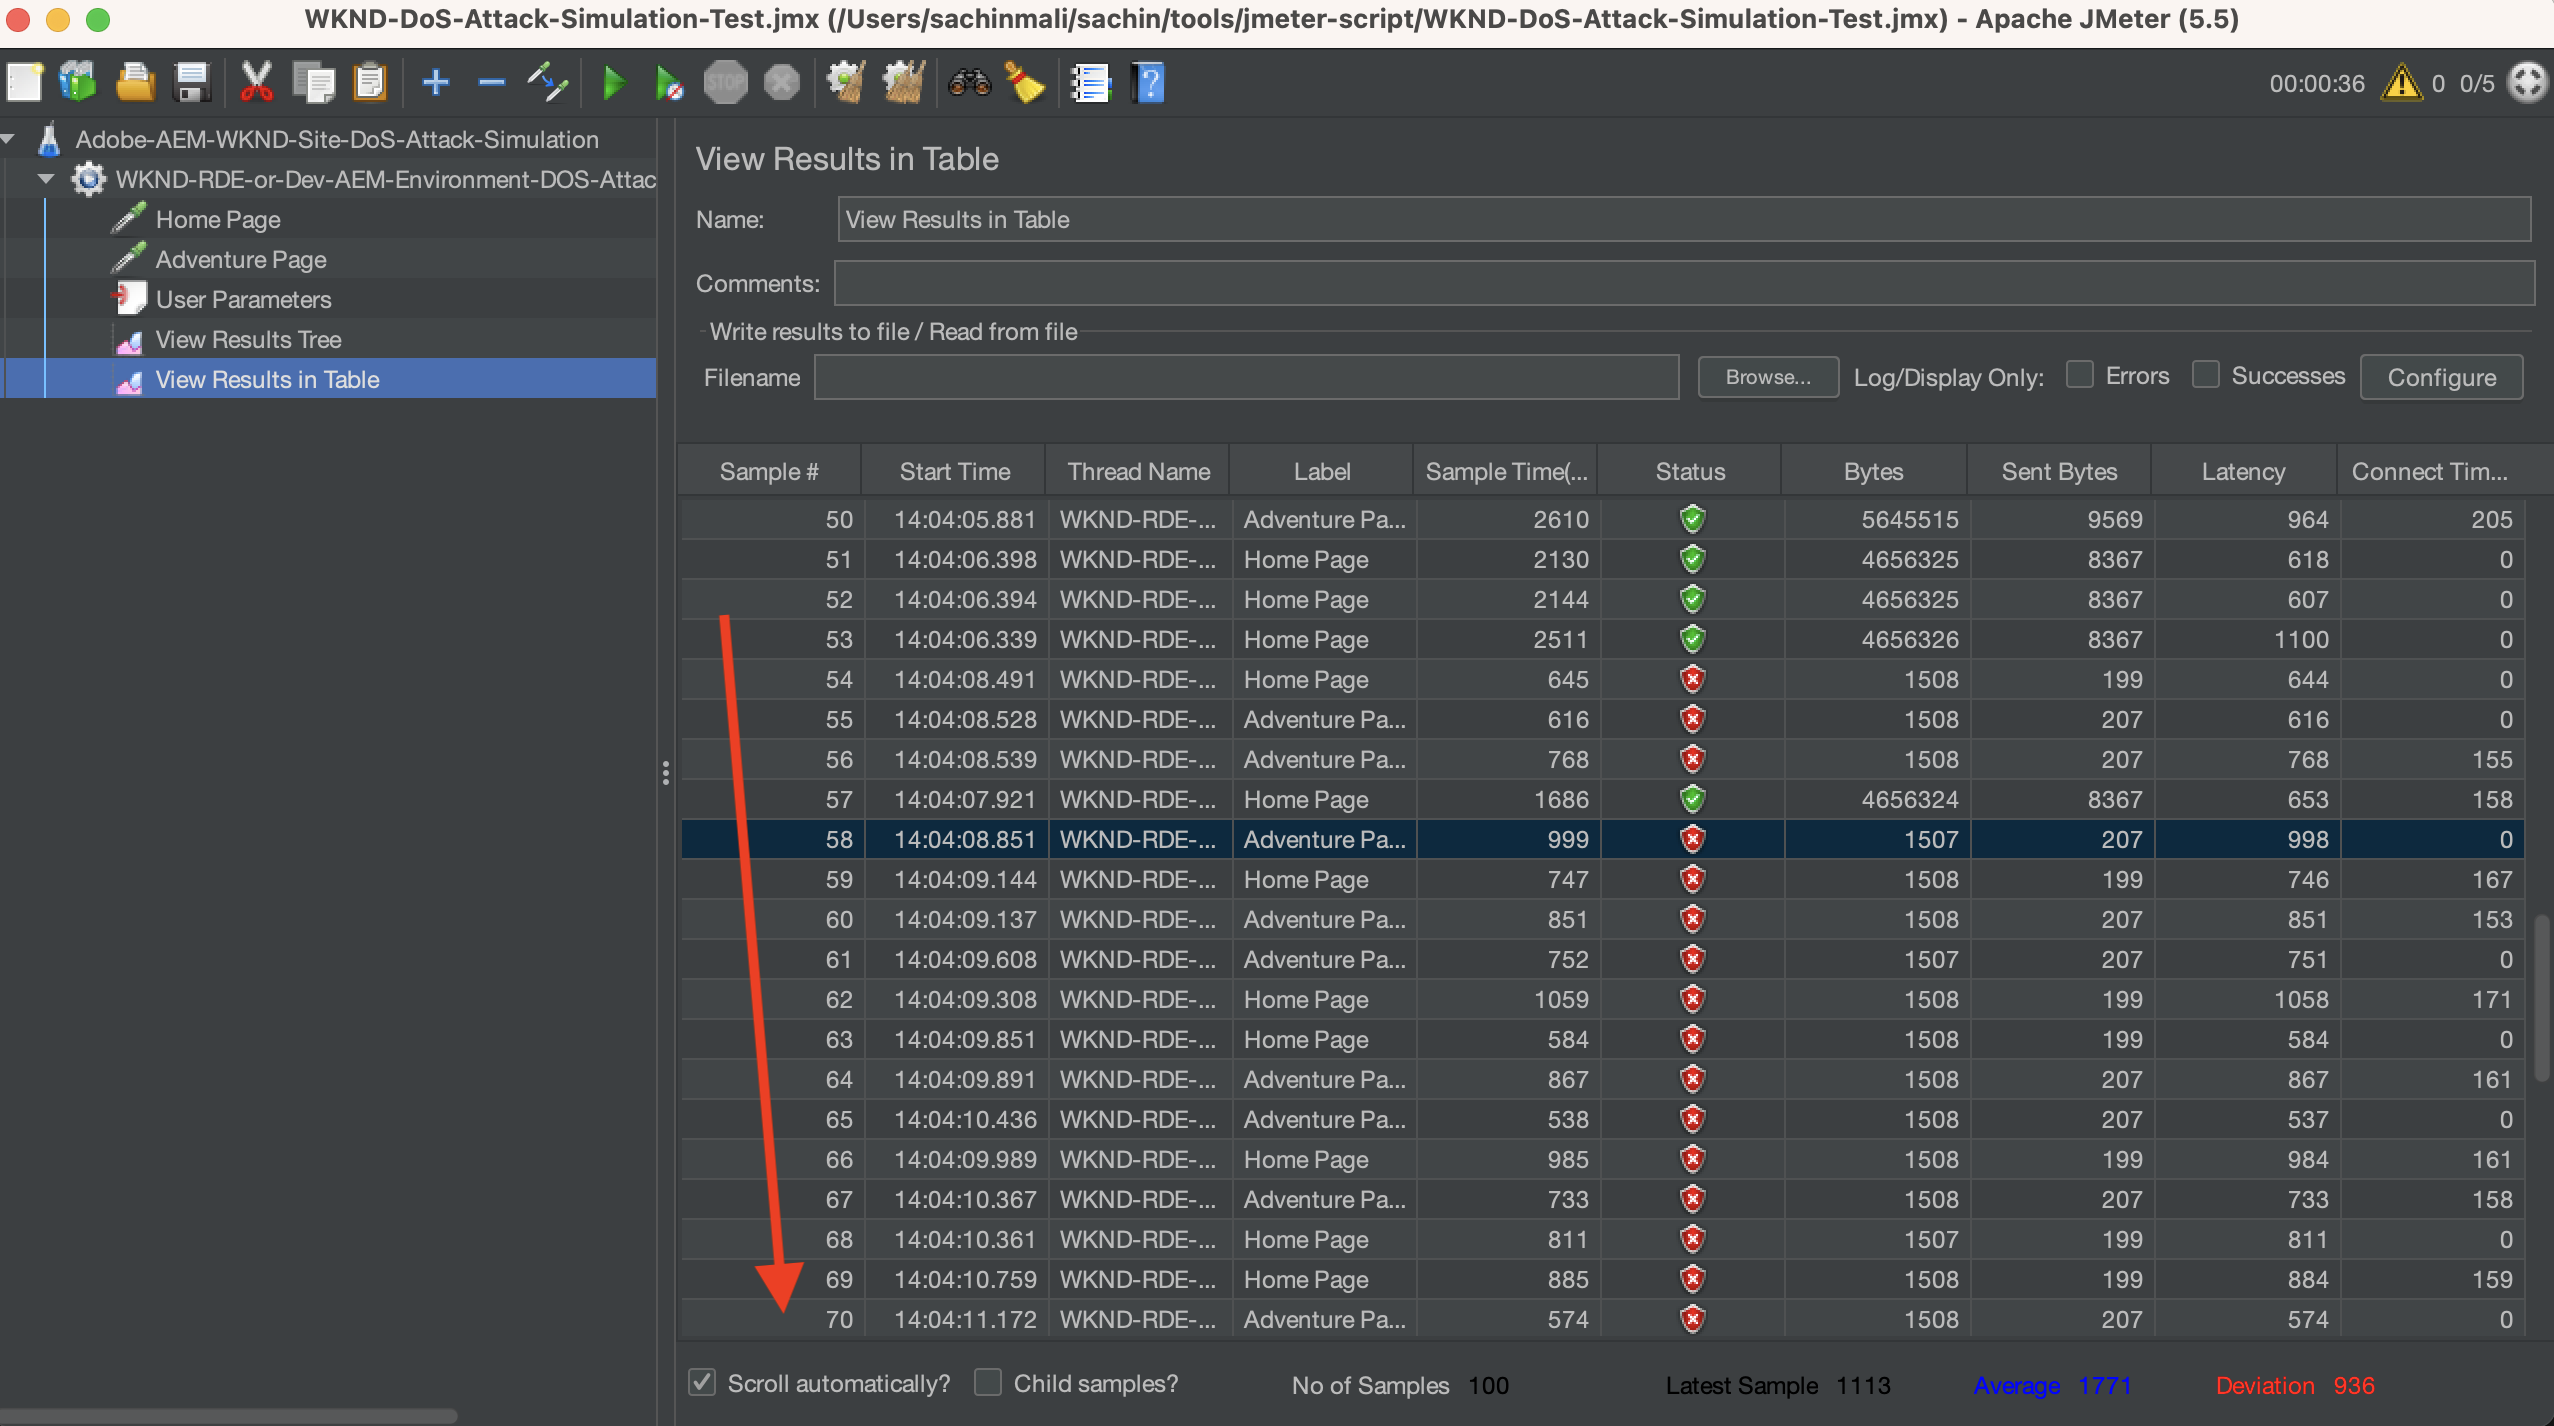 WKND-DoS-Attack-Simulation-Test.jmx (/Users/sachinmali/sachin/tools/jmeter-script/WKND-DoS-Attack-Simulation-Test.jmx) - Apache JMeter (5.5)
STOP
00:00:36 0 0/5
Adobe-AEM-WKND-Site-DoS-Attack-Simulation
WKND-RDE-or-Dev-AEM-Environment-DOS-Attac
Home Page
Adventure Page
User Parameters
View Results Tree
View Results in Table
View Results in Table
Name: View Results in Table
Comments:
Write results to file / Read from file
Filename Browse... Log/Display Only: Errors Successes Configure
Sample # Start Time Thread Name Label Sample Time(... Status Bytes Sent Bytes Latency Connect Tim...
50 14:04:05.881 WKND-RDE-... Adventure Pa... 2610 5645515 9569 964 205
51 14:04:06.398 WKND-RDE-... Home Page 2130 4656325 8367 618 0
52 14:04:06.394 WKND-RDE-... Home Page 2144 4656325 8367 607 0
53 14:04:06.339 WKND-RDE-... Home Page 2511 4656326 8367 1100 0
54 14:04:08.491 WKND-RDE-... Home Page 645 1508 199 644 0
55 14:04:08.528 WKND-RDE-... Adventure Pa... 616 1508 207 616 0
56 14:04:08.539 WKND-RDE-... Adventure Pa... 768 1508 207 768 155
57 14:04:07.921 WKND-RDE-... Home Page 1686 4656324 8367 653 158
58 14:04:08.851 WKND-RDE-... Adventure Pa... 999 1507 207 998 0
59 14:04:09.144 WKND-RDE-... Home Page 747 1508 199 746 167
60 14:04:09.137 WKND-RDE-... Adventure Pa... 851 1508 207 851 153
61 14:04:09.608 WKND-RDE-... Adventure Pa... 752 1507 207 751 0
62 14:04:09.308 WKND-RDE-... Home Page 1059 1508 199 1058 171
63 14:04:09.851 WKND-RDE-... Home Page 584 1508 199 584 0
64 14:04:09.891 WKND-RDE-... Adventure Pa... 867 1508 207 867 161
65 14:04:10.436 WKND-RDE-... Adventure Pa... 538 1508 207 537 0
66 14:04:09.989 WKND-RDE-... Home Page 985 1508 199 984 161
67 14:04:10.367 WKND-RDE-... Adventure Pa... 733 1508 207 733 158
68 14:04:10.361 WKND-RDE-... Home Page 811 1507 199 811 0
69 14:04:10.759 WKND-RDE-... Home Page 885 1508 199 884 159
70 14:04:11.172 WKND-RDE-... Adventure Pa... 574 1508 207 574 0
Scroll automatically? Child samples? No of Samples 100 Latest Sample 1113 Average 1771 Deviation 936